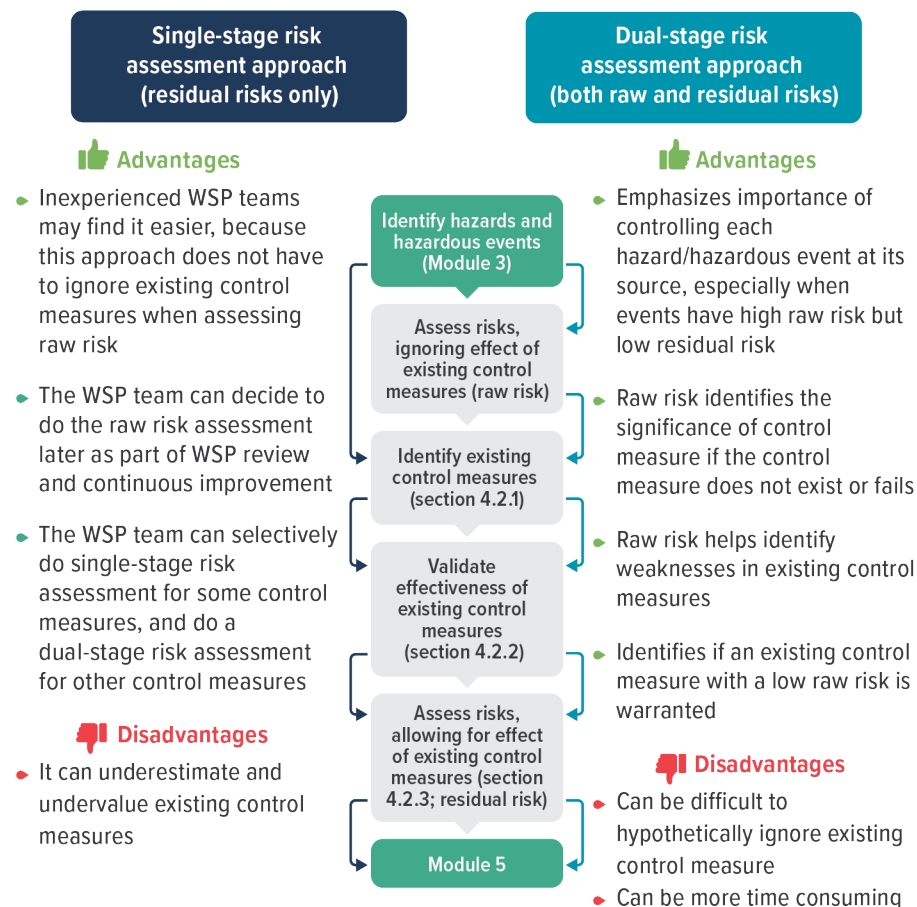 Single-stage risk
assessment approach
(residual risks only)
Advantages
Inexperienced WSP teams
may find it easier, because
this approach does not have
to ignore existing control
measures when assessing
raw risk
The WSP team can decide to
do the raw risk assessment
later as part of WSP review
and continuous improvement
The WSP team can selectively
do single-stage risk
assessment for some control
measures, and do a
dual-stage risk assessment
for other control measures
Disadvantages
It can underestimate and
undervalue existing control
measures
Identify hazards and
hazardous events
(Module 3)
Assess risks,
ignoring effect of
existing control
measures (raw risk)
Identify existing
control measures
(section 4.2.1)
Validate
effectiveness of
existing control
measures
(section 4.2.2)
Assess risks,
allowing for effect
of existing control
measures (section
4.2.3; residual risk)
Module 5
Dual-stage risk
assessment approach
(both raw and residual risks)
Advantages
Emphasizes importance of
controlling each
hazard/hazardous event at its
source, especially when
events have high raw risk but
low residual risk
Raw risk identifies the
significance of control
measure if the control
measure does not exist or fails
Raw risk helps identify
weaknesses in existing control
measures
Identifies if an existing control
measure with a low raw risk is
warranted
Disadvantages
Can be difficult to
hypothetically ignore existing
control measure
Can be more time consuming